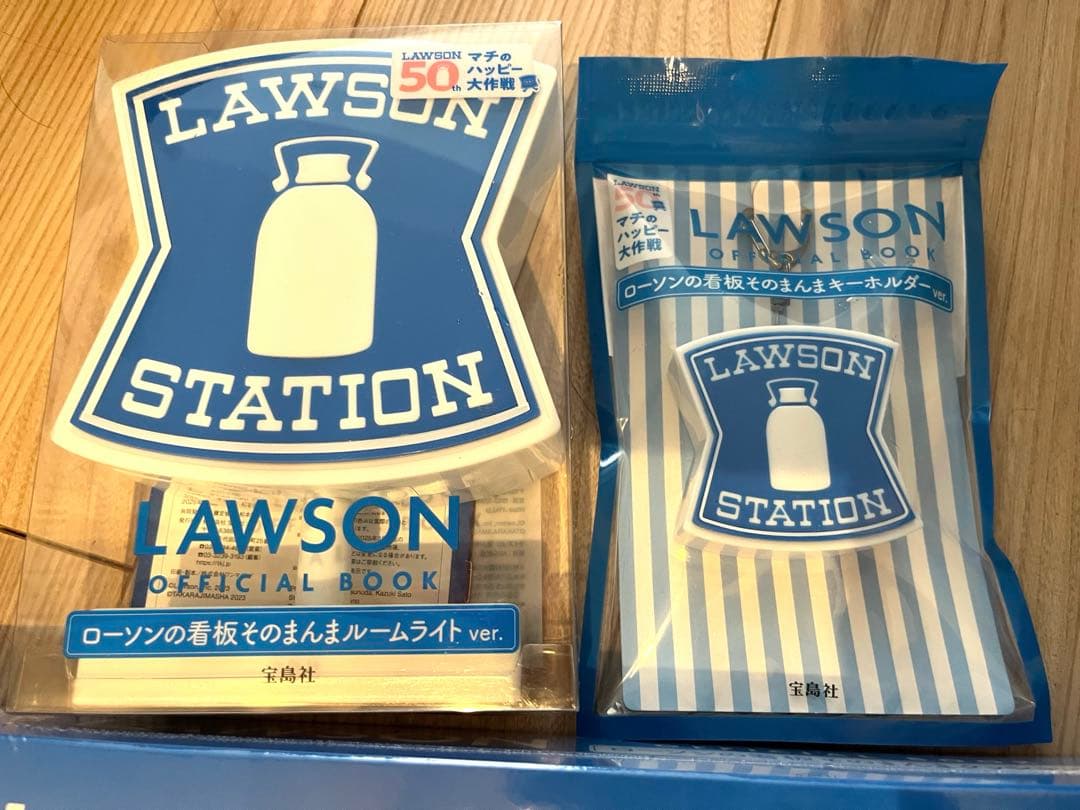 LAWSON
50th
マチの
ハッピー
大作戦
LAWSON
STATION
LAWSON
OFFICIAL BOOK
©TAKARAJIMASHA 2023
ローソンの看板そのまんまルームライト ver.
宝島社
LAWSON
50th
マチの
ハッピー
大作戦
LAWSON
OFFICIAL BOOK
ローソンの看板そのまんまキーホルダーver.
LAWSON
STATION
宝島社